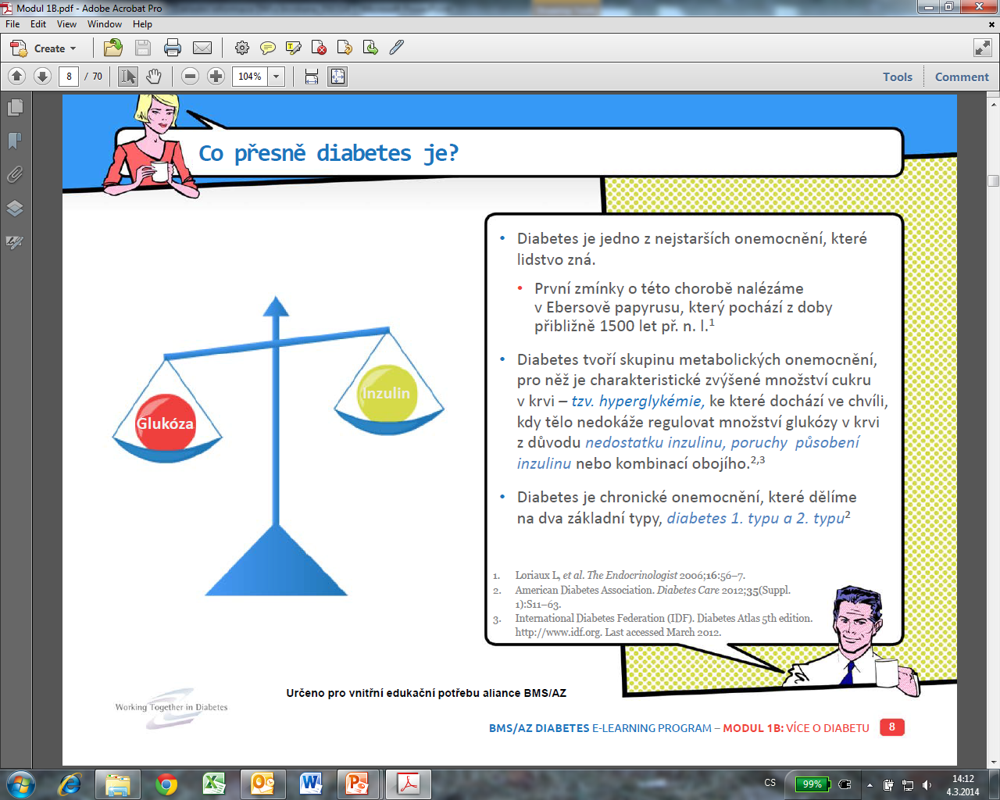 Modul 1B.pdf - Adobe Acrobat Pro
File Edit View Window Help
Create
8 / 70
104%
Tools
Comment
Co přesně diabetes je?
• Diabetes je jedno z nejstarších onemocnění, které
lidstvo zná.
• První zmínky o této chorobě nalézáme
v Ebersově papyrusu, který pochází z doby
přibližně 1500 let př. n. l.1
• Diabetes tvoří skupinu metabolických onemocnění,
pro něž je charakteristické zvýšené množství cukru
v krvi – tzv. hyperglykémie, ke které dochází ve chvíli,
kdy tělo nedokáže regulovat množství glukózy v krvi
z důvodu nedostatku inzulinu, poruchy působení
inzulinu nebo kombinací obojího.2,3
• Diabetes je chronické onemocnění, které dělíme
na dva základní typy, diabetes 1. typu a 2. typu2
Glukóza
Inzulin
1. Loriaux L, et al. The Endocrinologist 2006;16:56–7.
2. American Diabetes Association. Diabetes Care 2012;35(Suppl.
1):S11–63.
3. International Diabetes Federation (IDF). Diabetes Atlas 5th edition.
http://www.idf.org. Last accessed March 2012.
Určeno pro vnitřní edukační potřebu aliance BMS/AZ
Working Together in Diabetes
BMS/AZ DIABETES E-LEARNING PROGRAM – MODUL 1B: VÍCE O DIABETU 8
CS
99%
14:12
4.3.2014